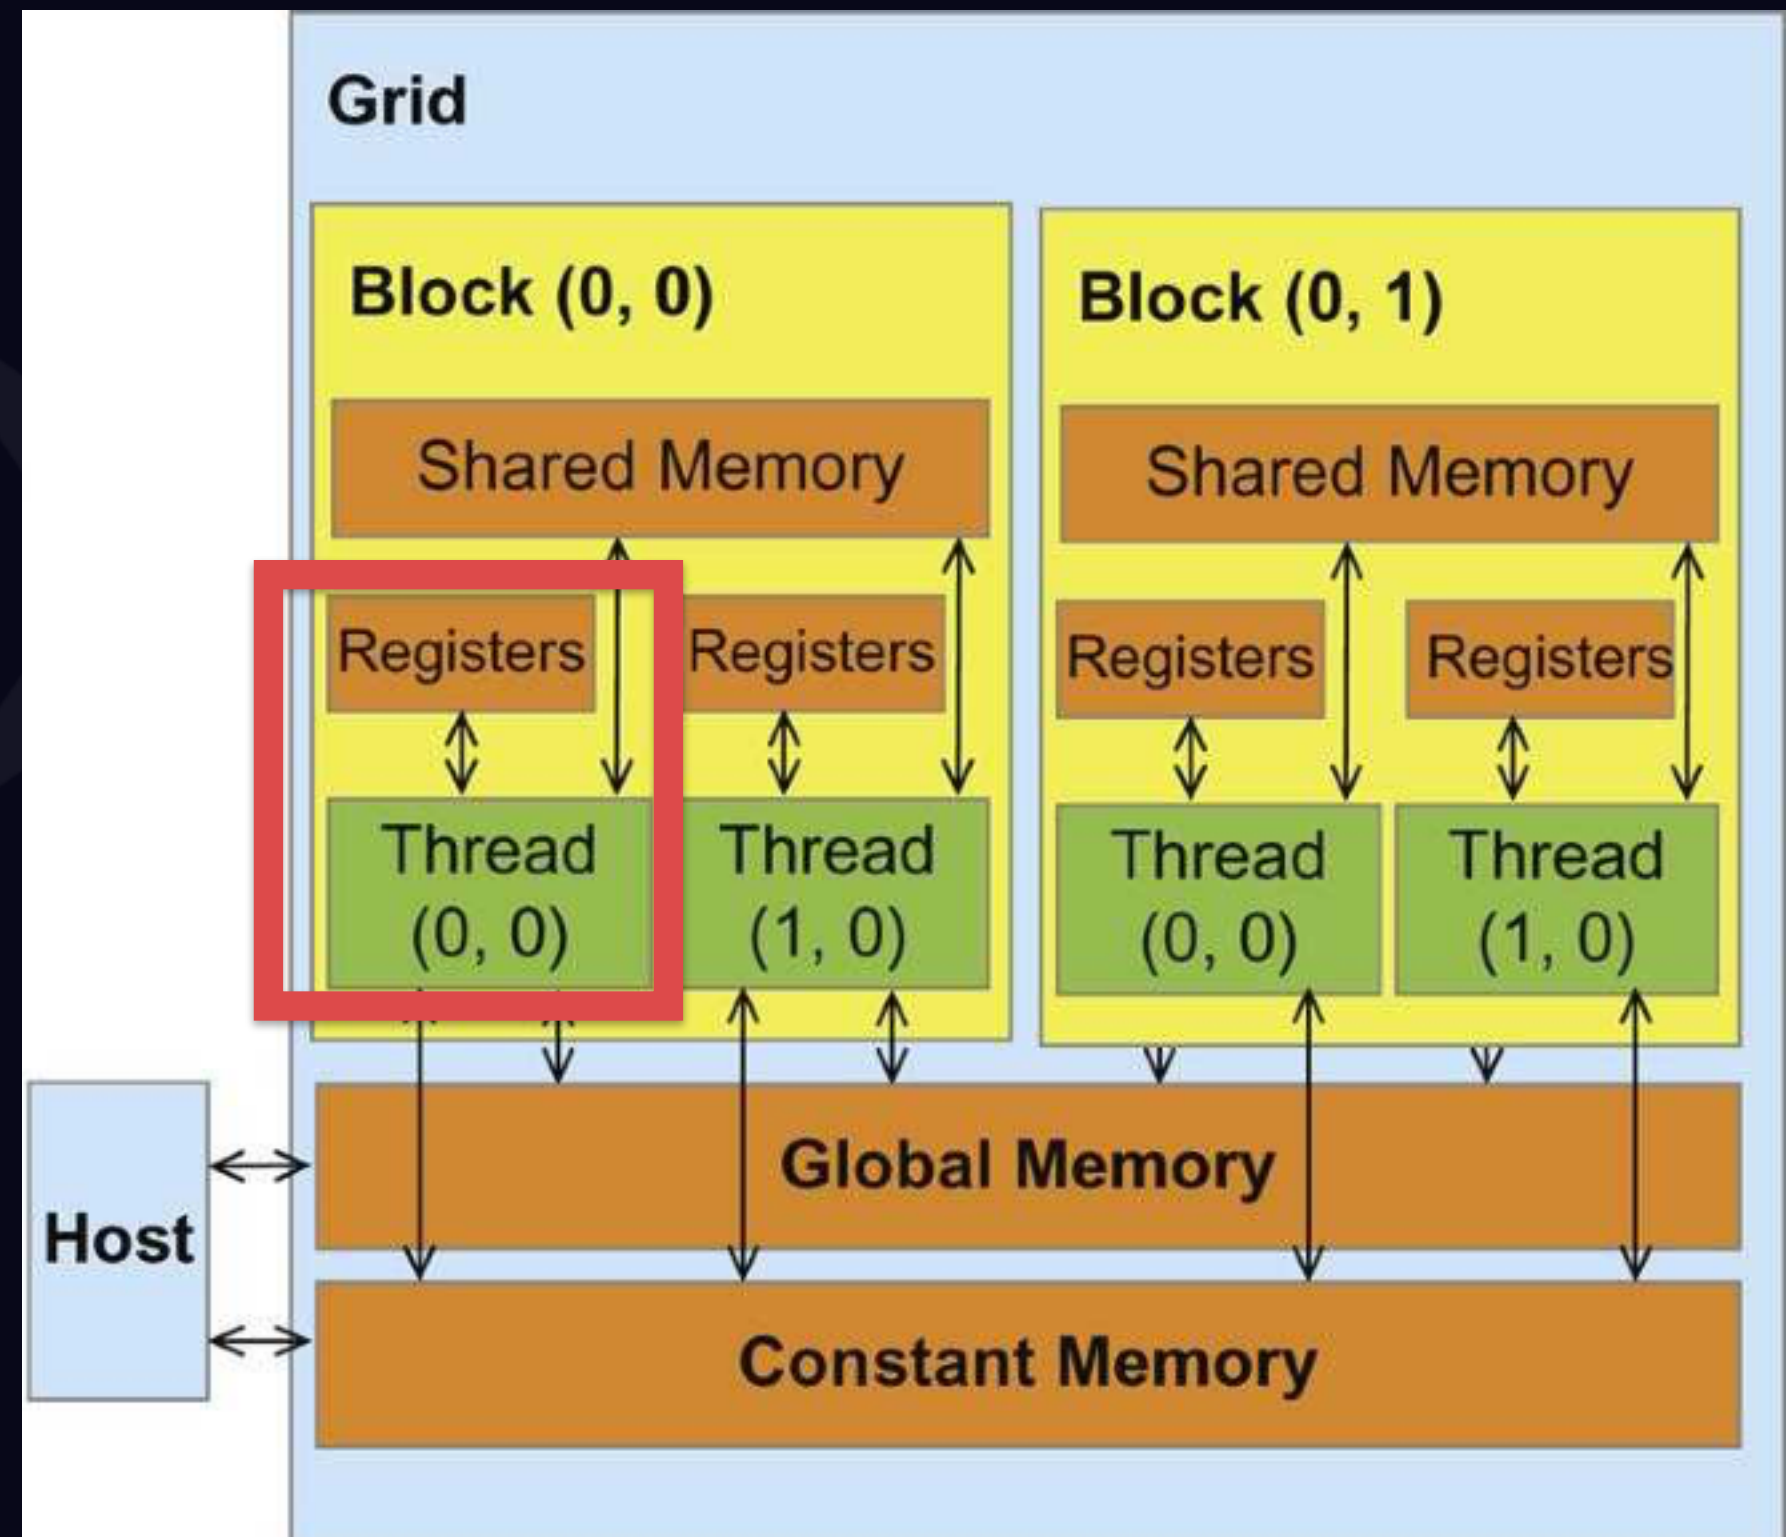 Grid
Block (0, 0)
Block (0, 1)
Shared Memory
Shared Memory
Registers
Registers
Registers
Registers
Thread
(0, 0)
Thread
(1, 0)
Thread
(0, 0)
Thread
(1, 0)
Host
Global Memory
Constant Memory